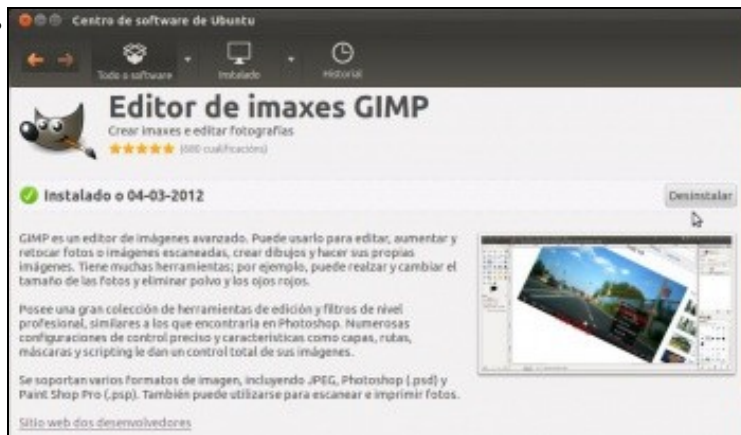 Centro de software de Ubuntu
Todo o software
Instalado
Historial
Editor de imaxes GIMP
Crear imaxes e editar fotografías
(680 cualificacións)
Instalado o 04-03-2012
Desinstalar
GIMP es un editor de imágenes avanzado. Puede usarlo para editar, aumentar y
retocar fotos o imágenes escaneadas, crear dibujos y hacer sus propias
imágenes. Tiene muchas herramientas; por ejemplo, puede realzar y cambiar el
tamaño de las fotos y eliminar polvo y los ojos rojos.
Posee una gran colección de herramientas de edición y filtros de nivel
profesional, similares a los que encontraría en Photoshop. Numerosas
configuraciones de control preciso y características como capas, rutas,
máscaras y scripting le dan un control total de sus imágenes.
Se soportan varios formatos de imagen, incluyendo JPEG, Photoshop (.psd) y
Paint Shop Pro (.psp). También puede utilizarse para escanear e imprimir fotos.
Sitio web dos desenvolvedores